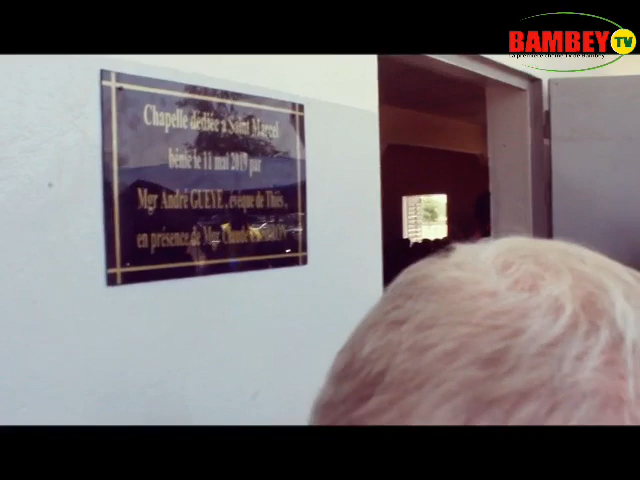 BAMBEY TV
Chapelle dédiée à Saint Marcel
bénie le 11 mai 2019 par
Mgr André GUEYE , évêque de Thiès ,
en présence de Mgr Claude